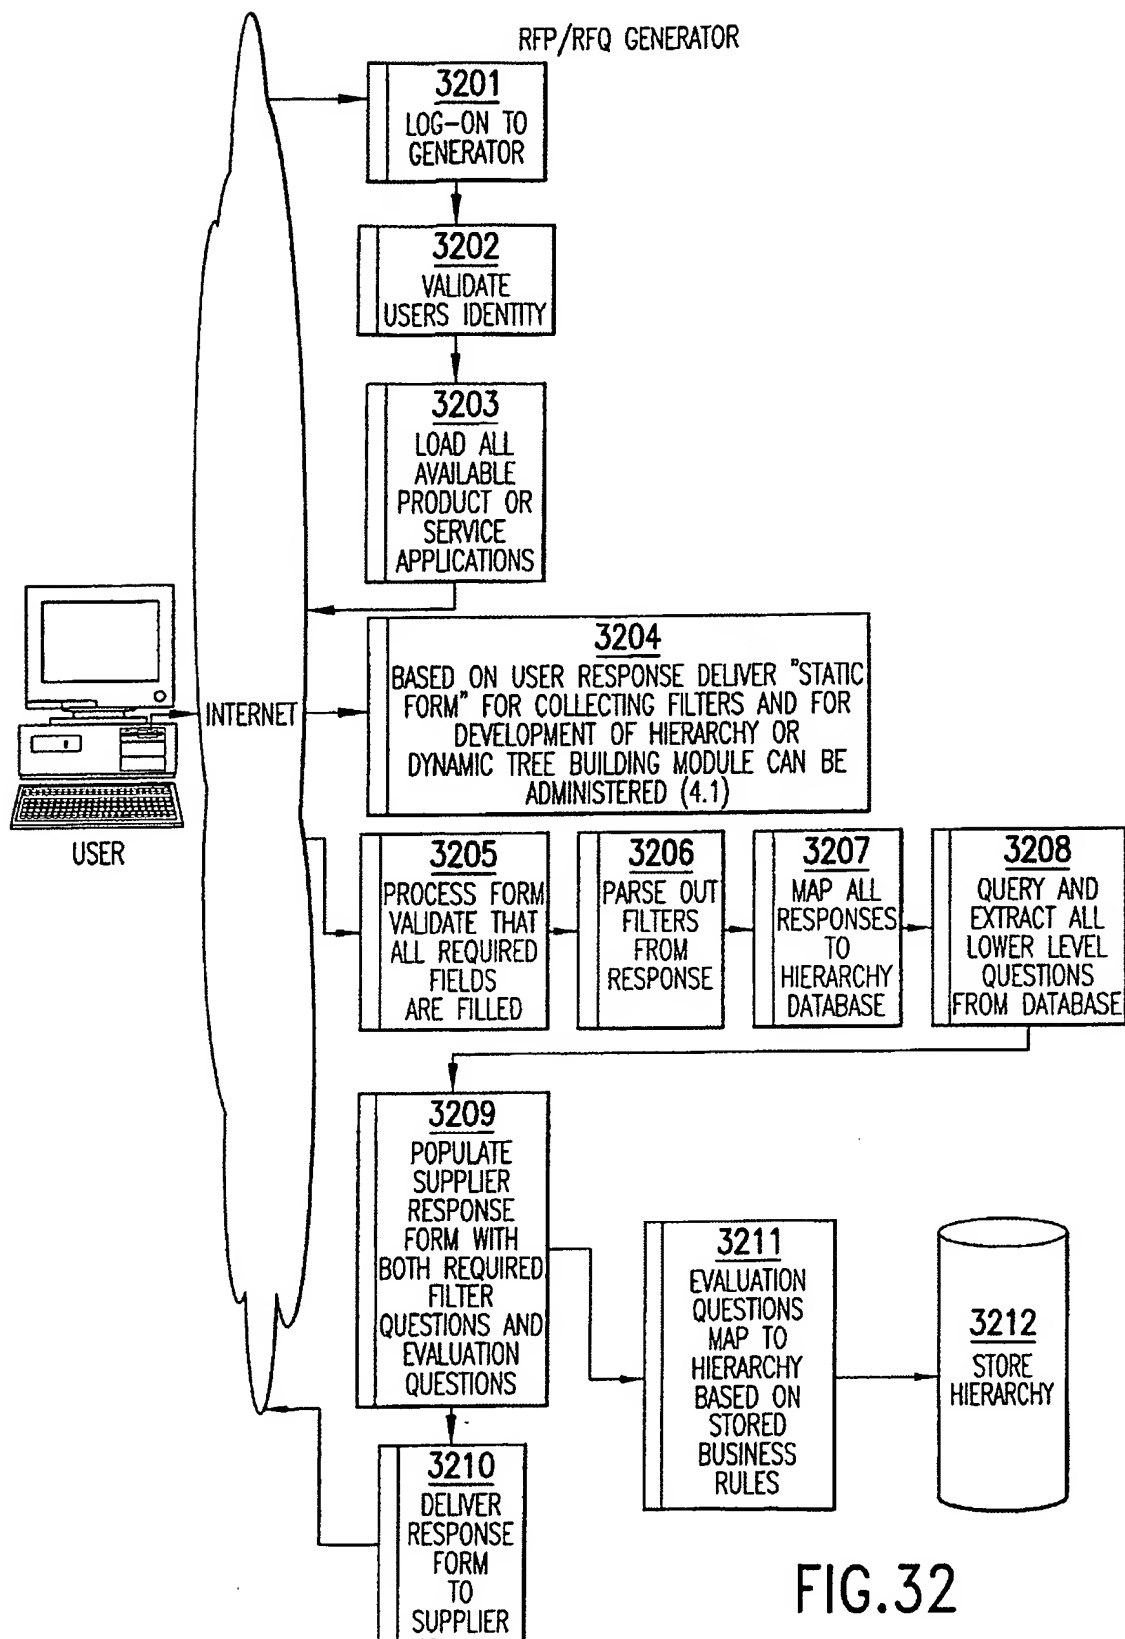 RFP/RFQ GENERATOR
3201
LOG-ON TO
GENERATOR
3202
VALIDATE
USERS IDENTITY
3203
LOAD ALL
AVAILABLE
PRODUCT OR
SERVICE
APPLICATIONS
3204
BASED ON USER RESPONSE DELIVER "STATIC
FORM" FOR COLLECTING FILTERS AND FOR
DEVELOPMENT OF HIERARCHY OR
DYNAMIC TREE BUILDING MODULE CAN BE
ADMINISTERED (4.1)
INTERNET
USER
3205
PROCESS FORM
VALIDATE THAT
ALL REQUIRED
FIELDS
ARE FILLED
3206
PARSE OUT
FILTERS
FROM
RESPONSE
3207
MAP ALL
RESPONSES
TO
HIERARCHY
DATABASE
3208
QUERY AND
EXTRACT ALL
LOWER LEVEL
QUESTIONS
FROM DATABASE
3209
POPULATE
SUPPLIER
RESPONSE
FORM WITH
BOTH REQUIRED
FILTER
QUESTIONS AND
EVALUATION
QUESTIONS
3211
EVALUATION
QUESTIONS
MAP TO
HIERARCHY
BASED ON
STORED
BUSINESS
RULES
3212
STORE
HIERARCHY
3210
DELIVER
RESPONSE
FORM
TO
SUPPLIER
FIG.32